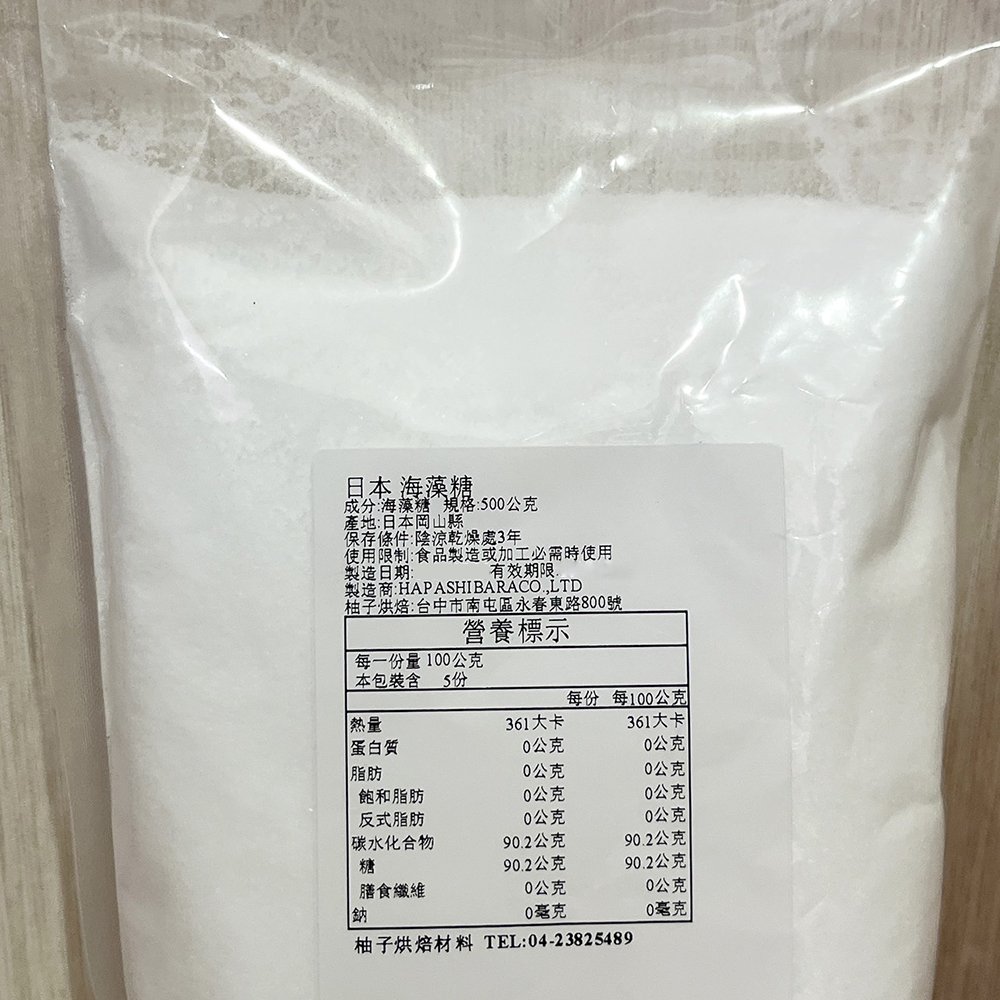 日本 海藻糖
成分:海藻糖 規格:500公克
產地:日本岡山縣
保存條件:陰涼乾燥處3年
使用限制:食品製造或加工必需時使用
製造日期: 有效期限.
製造商:HAPASHIBARACO.,LTD
柚子烘焙:台中市南屯區永春東路800號
營養標示
每一份量 100公克
本包裝含 5份
每份 每100公克
熱量 361大卡 361大卡
蛋白質 0公克 0公克
脂肪 0公克 0公克
飽和脂肪 0公克 0公克
反式脂肪 0公克 0公克
碳水化合物 90.2公克 90.2公克
糖 90.2公克 90.2公克
膳食纖維 0公克 0公克
鈉 0毫克 0毫克
柚子烘焙材料 TEL:04-23825489